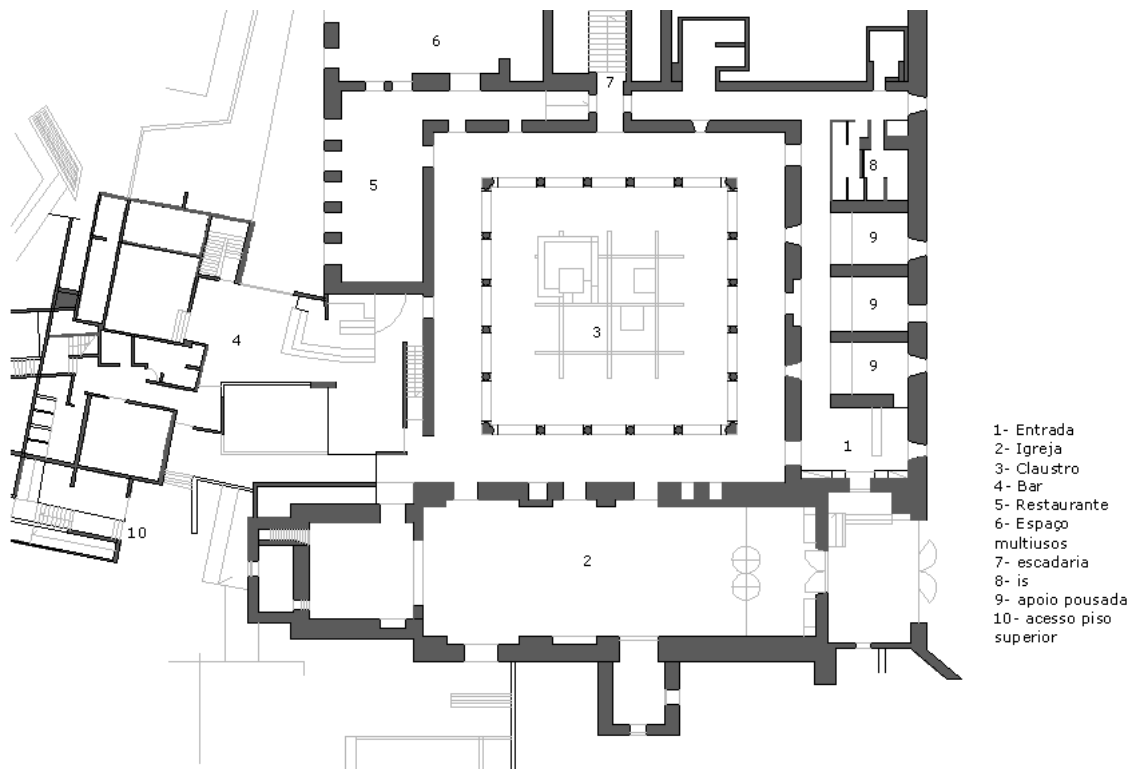 6
7
8
5
9
3
4
9
9
1
10
2
1- Entrada
2- Igreja
3- Claustro
4- Bar
5- Restaurante
6- Espaço
multiusos
7- escadaria
8- is
9- apoio pousada
10- acesso piso
superior